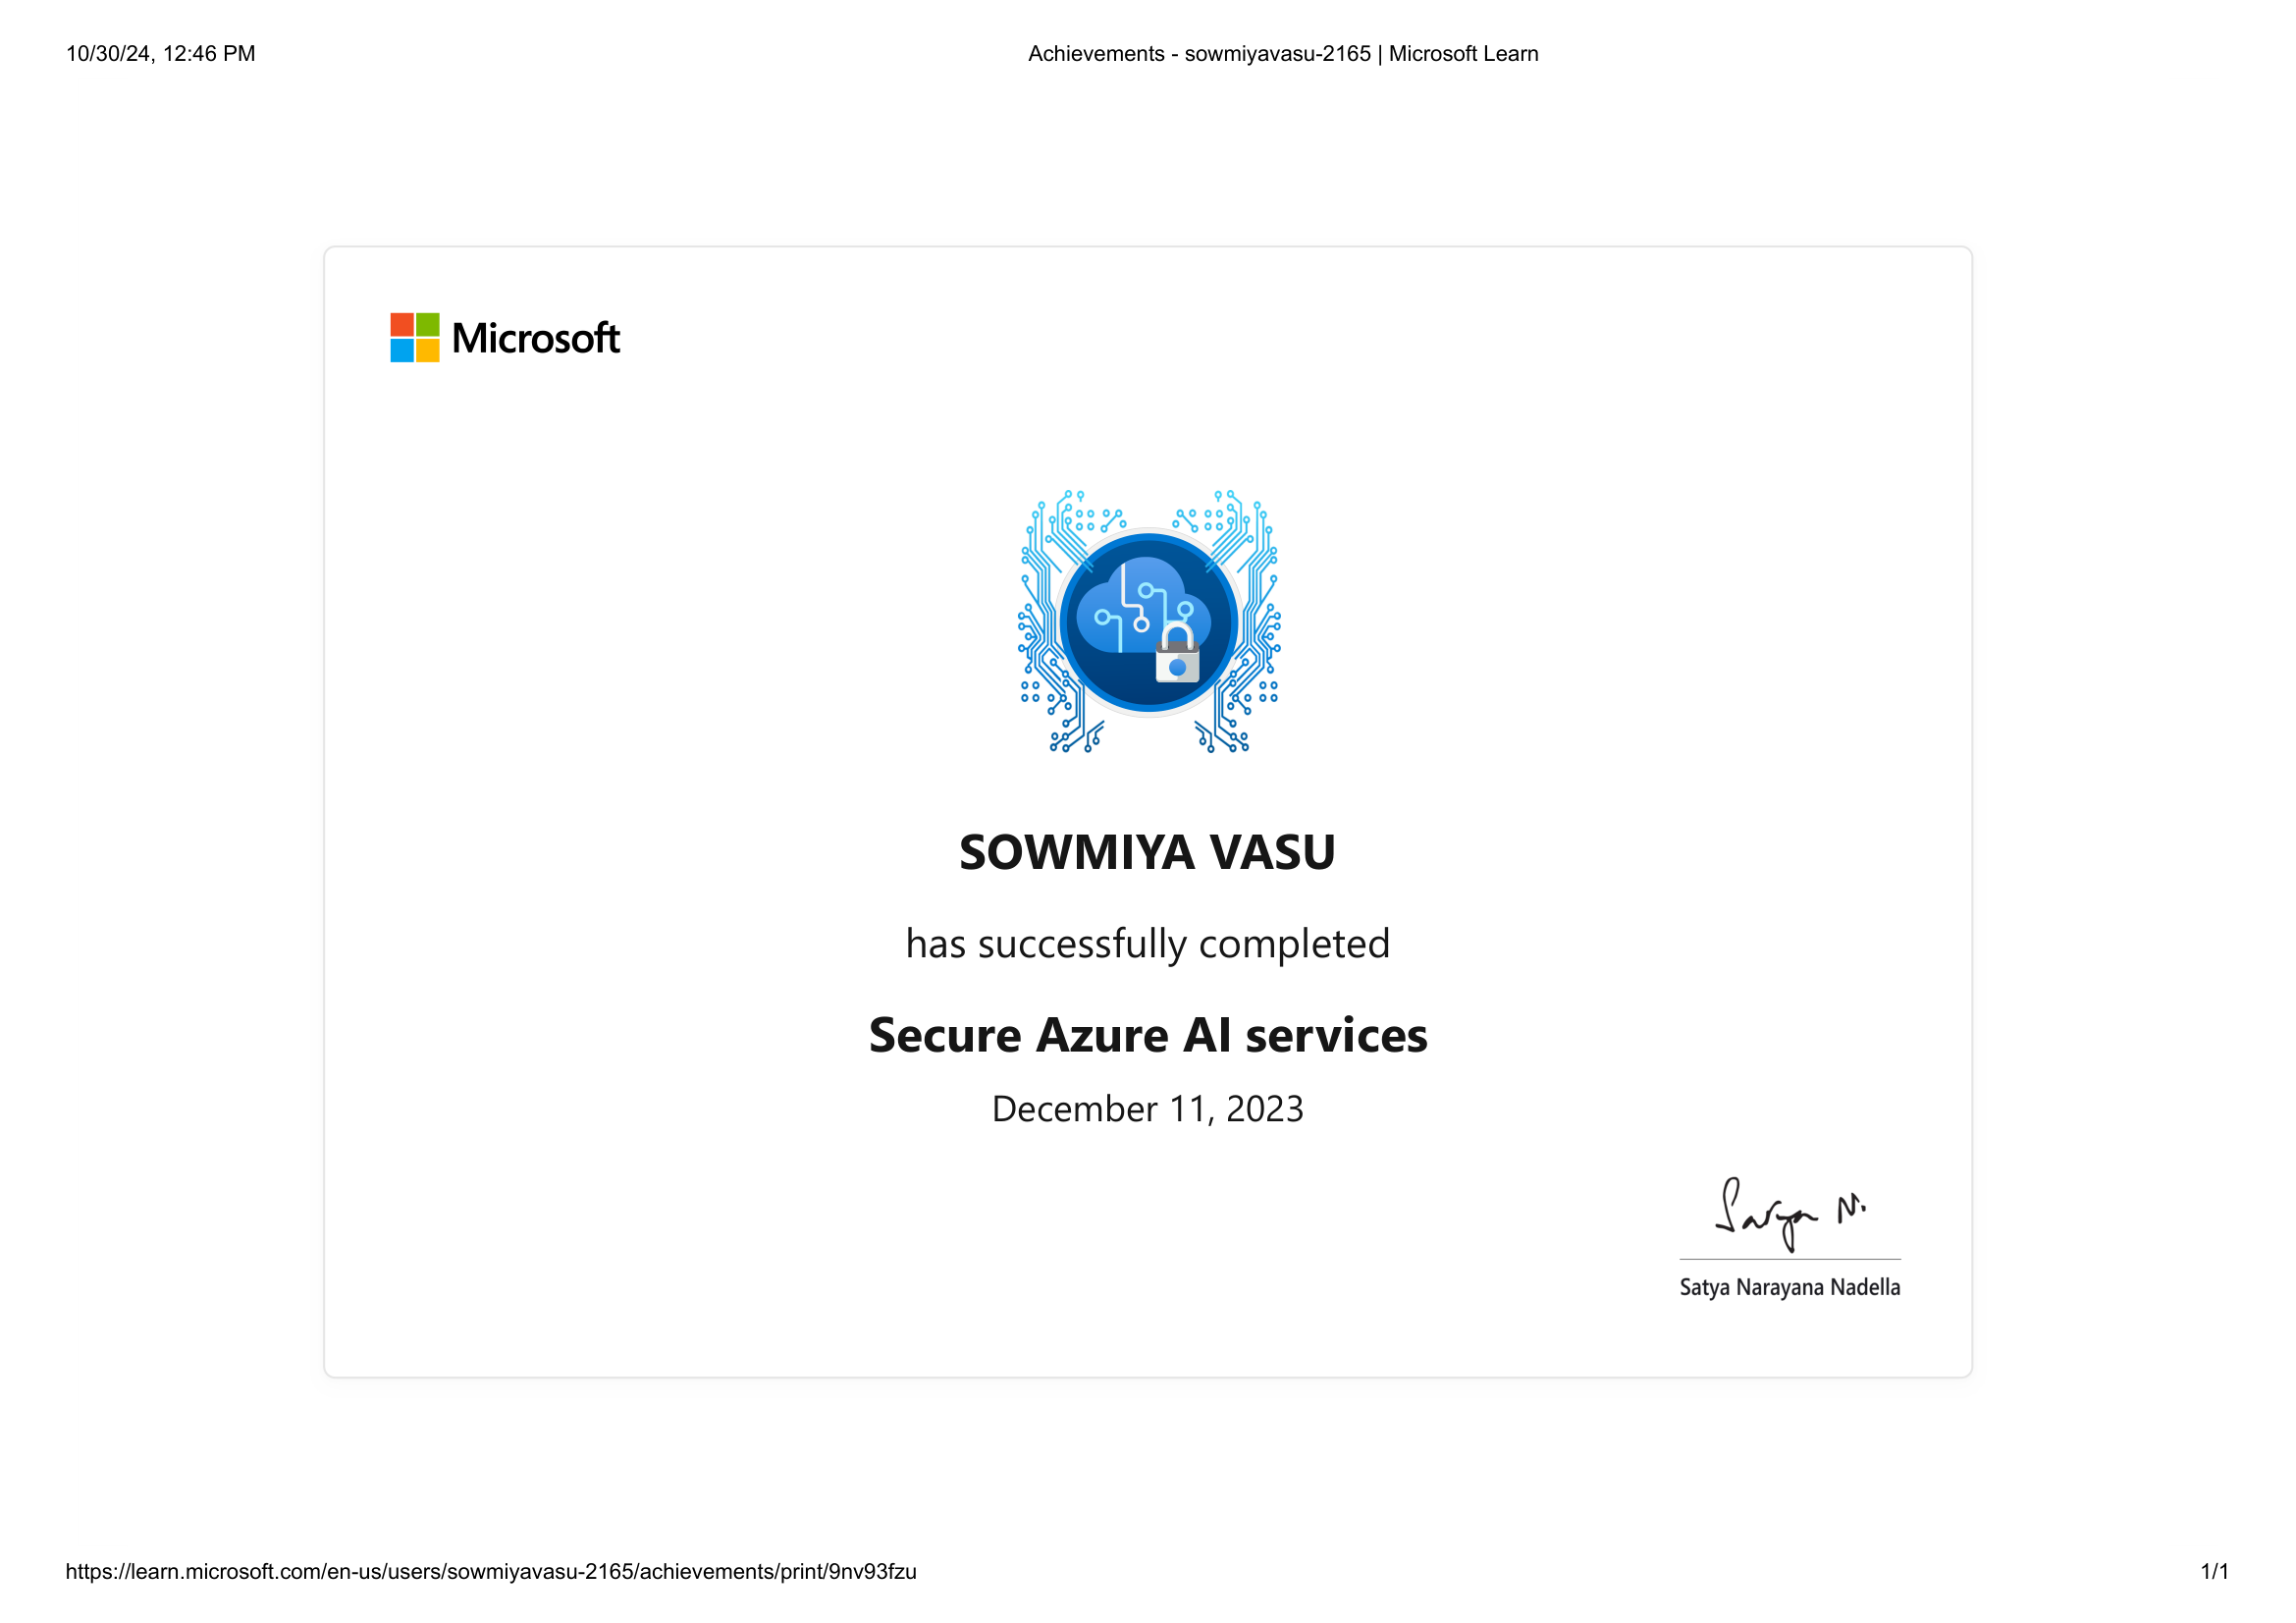 10/30/24, 12:46 PM
Achievements - sowmiyavasu-2165 | Microsoft Learn
Microsoft
SOWMIYA VASU
has successfully completed
Secure Azure AI services
December 11, 2023
Satya N.
Satya Narayana Nadella
https://learn.microsoft.com/en-us/users/sowmiyavasu-2165/achievements/print/9nv93fzu
1/1